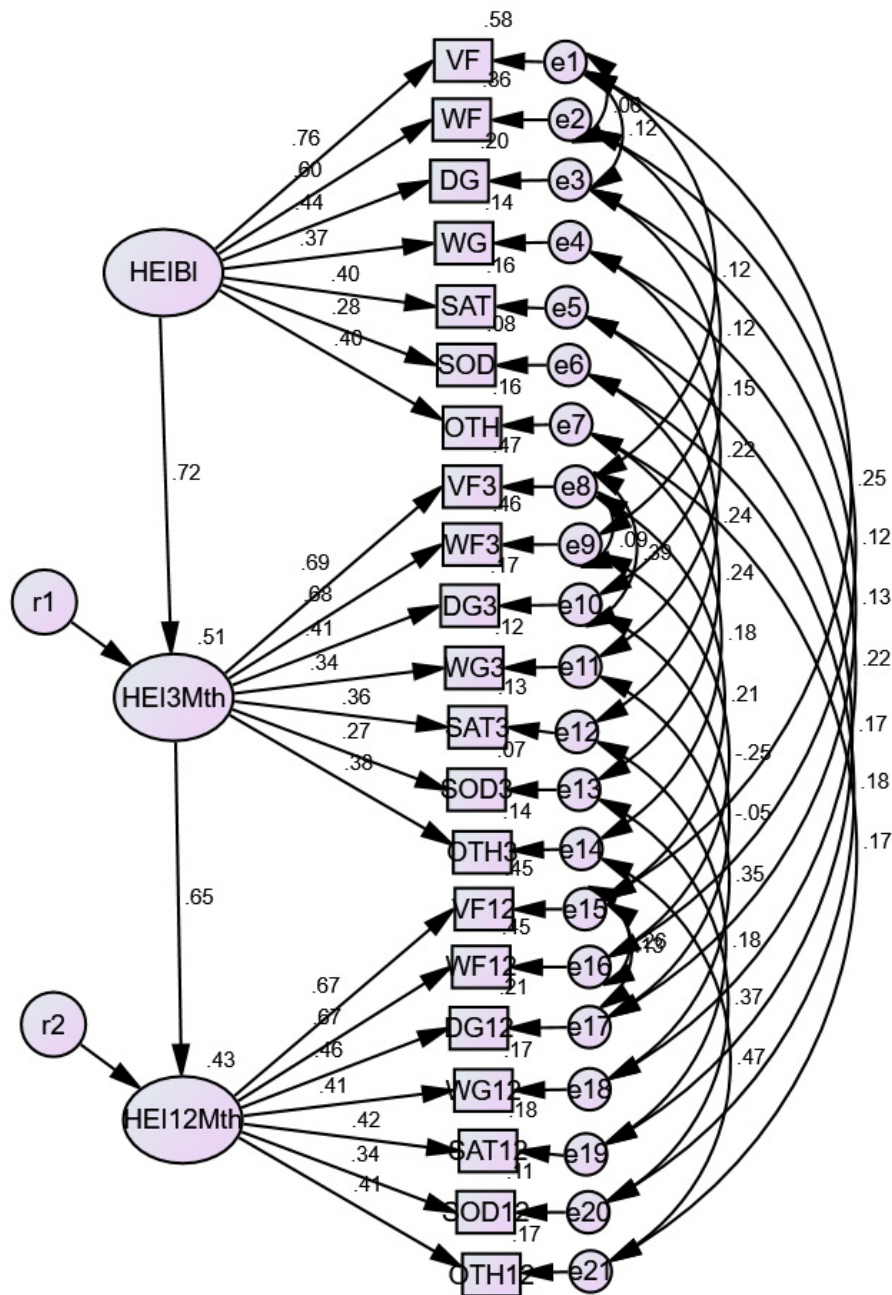 .58
VF
e1
.36
.06
WF
e2
.12
.76
.20
.60
DG
e3
.44
.14
.37
WG
e4
HEIBl
.16
.12
.40
SAT
e5
.28
.08
.12
.40
SOD
e6
.16
.15
OTH
e7
.47
.22
.72
VF3
e8
.25
.46
.24
WF3
e9
.09
.39
.12
.69
.17
.24
.68
DG3
e10
.13
r1
.41
.12
.51
.34
WG3
e11
.18
.22
HEI3Mth
.13
.36
.21
.27
SAT3
e12
.17
.38
.07
-.25
SOD3
e13
.18
.14
-.05
OTH3
e14
.17
.45
.35
.65
VF12
e15
.45
.26
.13
.18
WF12
e16
.67
.21
.37
.67
r2
DG12
e17
.46
.17
.47
.43
.41
WG12
e18
HEI12Mth
.18
.42
SAT12
e19
.34
.11
.41
SOD12
e20
.17
OTH12
e21